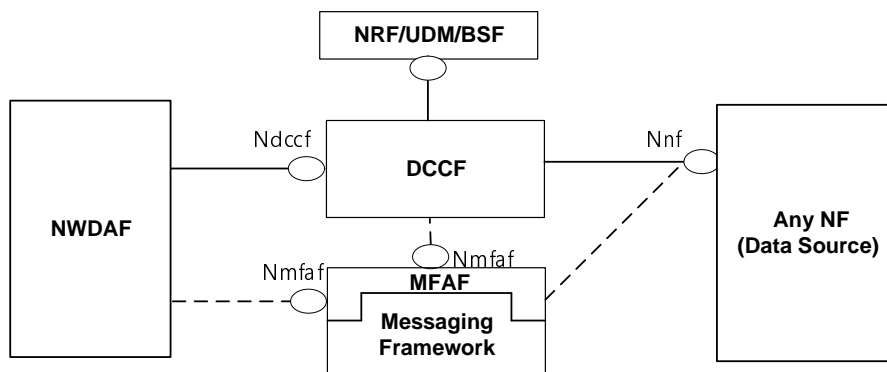 NRF/UDM/BSF
Ndccf
Nnf
DCCF
NWDAF
Any NF
(Data Source)
Nmfaf
Nmfaf
MFAF
Messaging
Framework